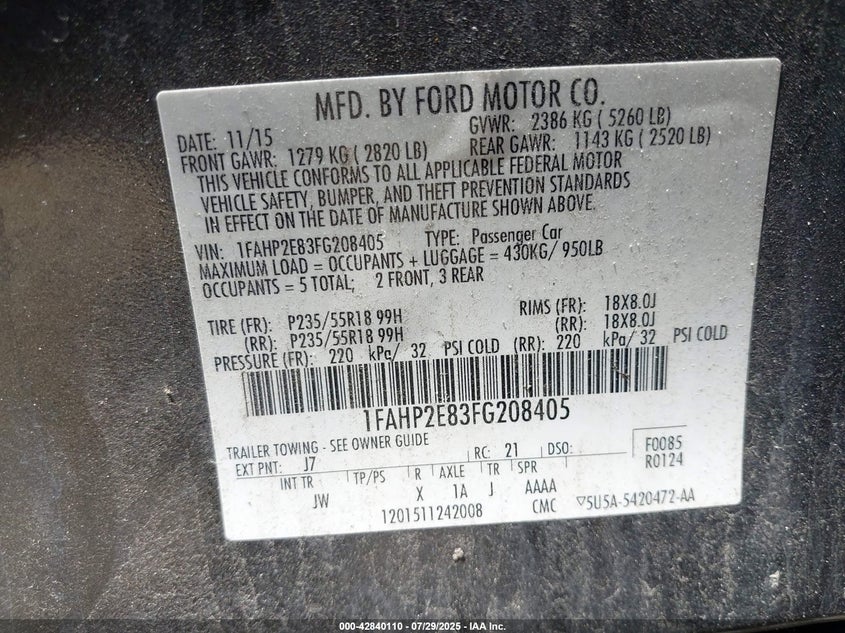 MFD. BY FORD MOTOR CO.
DATE: 11/15 GVWR: 2386 KG ( 5260 LB)
FRONT GAWR: 1279 KG ( 2820 LB) REAR GAWR: 1143 KG ( 2520 LB)
THIS VEHICLE CONFORMS TO ALL APPLICABLE FEDERAL MOTOR
VEHICLE SAFETY, BUMPER, AND THEFT PREVENTION STANDARDS
IN EFFECT ON THE DATE OF MANUFACTURE SHOWN ABOVE.
VIN: 1FAHP2E83FG208405 TYPE: Passenger Car
MAXIMUM LOAD = OCCUPANTS + LUGGAGE = 430KG/ 950LB
OCCUPANTS = 5 TOTAL; 2 FRONT, 3 REAR
TIRE (FR): P235/55R18 99H RIMS (FR): 18X8.0J
(RR): P235/55R18 99H (RR): 18X8.0J
PRESSURE (FR): 220 kPa/ 32 PSI COLD (RR): 220 kPa/ 32 PSI COLD
1FAHP2E83FG208405
TRAILER TOWING - SEE OWNER GUIDE
EXT PNT: J7 RC: 21 DSO: F0085
R0124
INT TR TP/PS R AXLE TR SPR
JW X 1A J AAAA
1201511242008 CMC ▽5U5A-5420472-AA
000-42840110 - 07/29/2025 - IAA Inc.